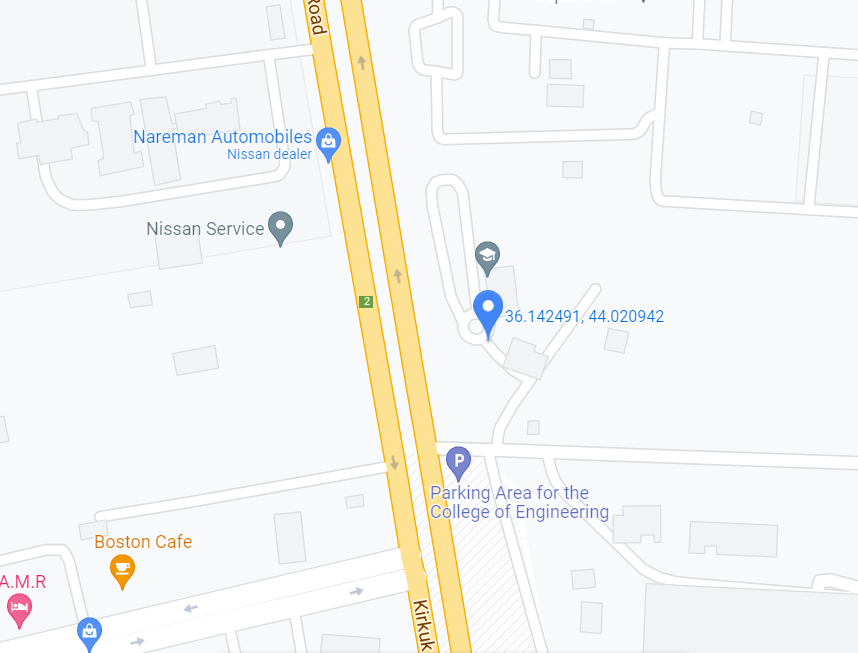 Road
Nareman Automobiles
Nissan dealer
Nissan Service
2
36.142491, 44.020942
P
Parking Area for the
College of Engineering
Boston Cafe
A.M.R
Kirkuk